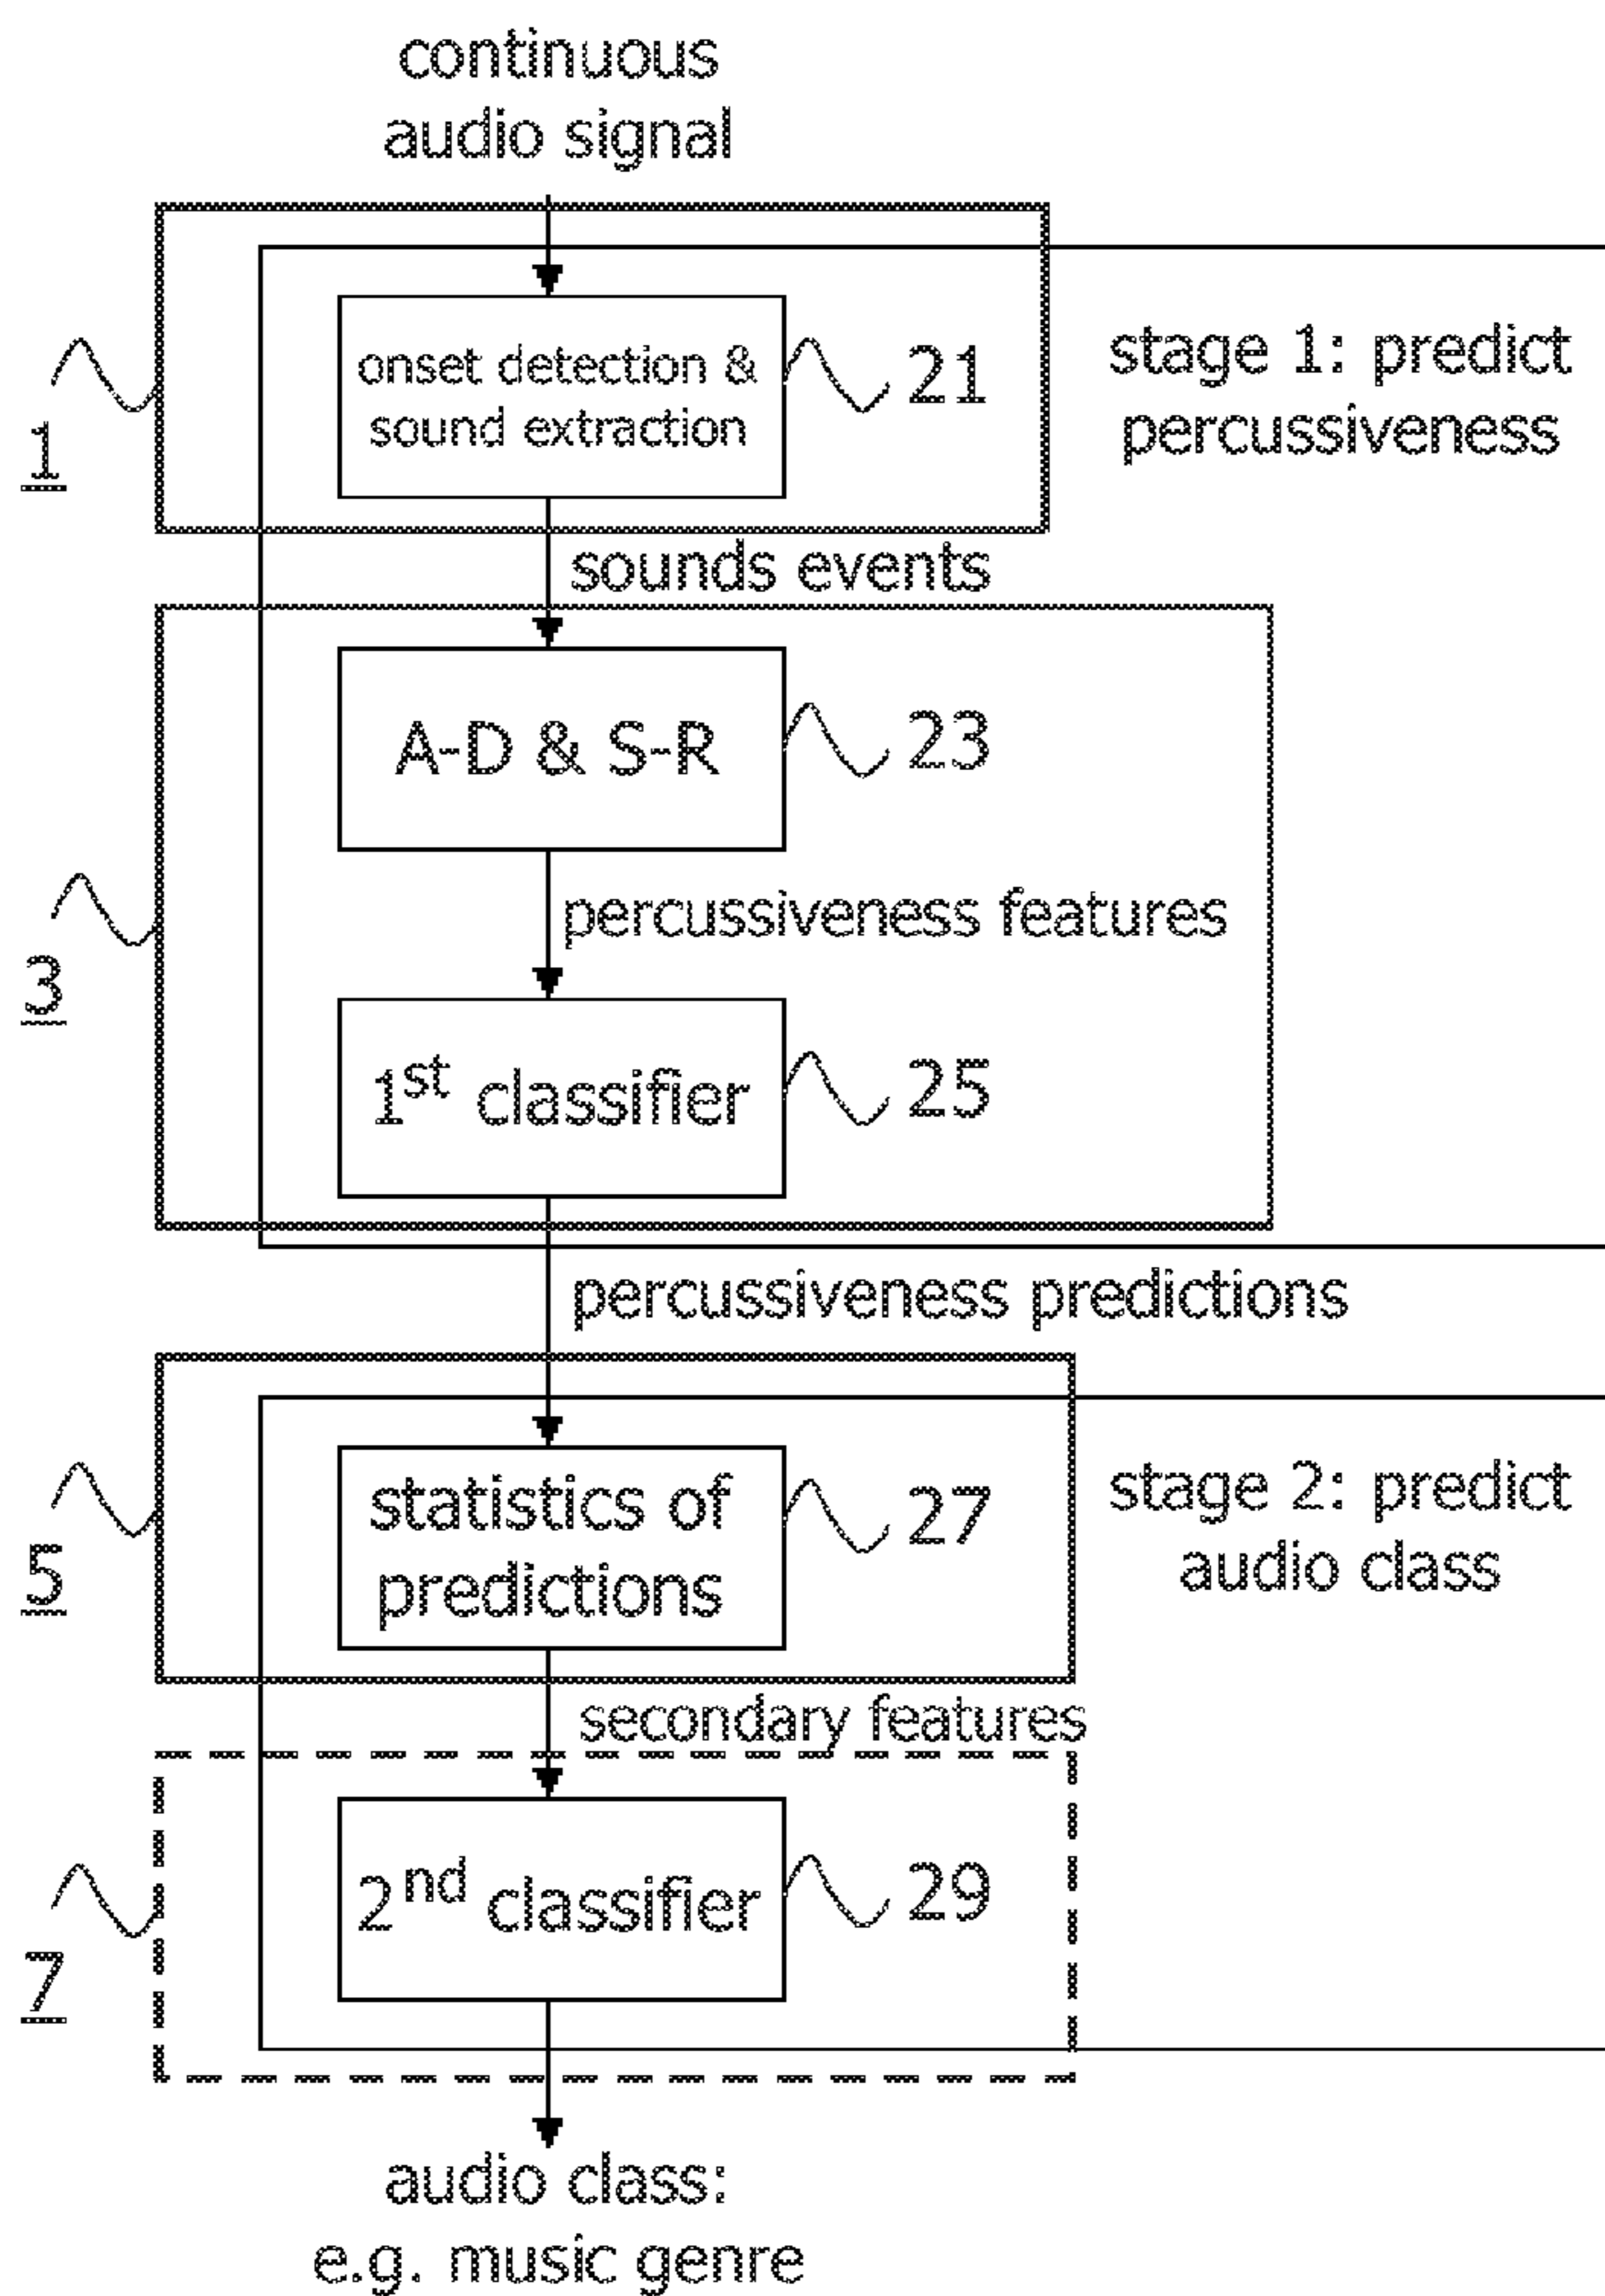 continuous
audio signal
onset detection &
sound extraction
21
stage 1: predict
percussiveness
1
sounds events
A-D & S-R
23
percussiveness features
3
1st classifier
25
percussiveness predictions
statistics of
predictions
27
stage 2: predict
audio class
5
secondary features
2nd classifier
29
7
audio class:
e.g. music genre